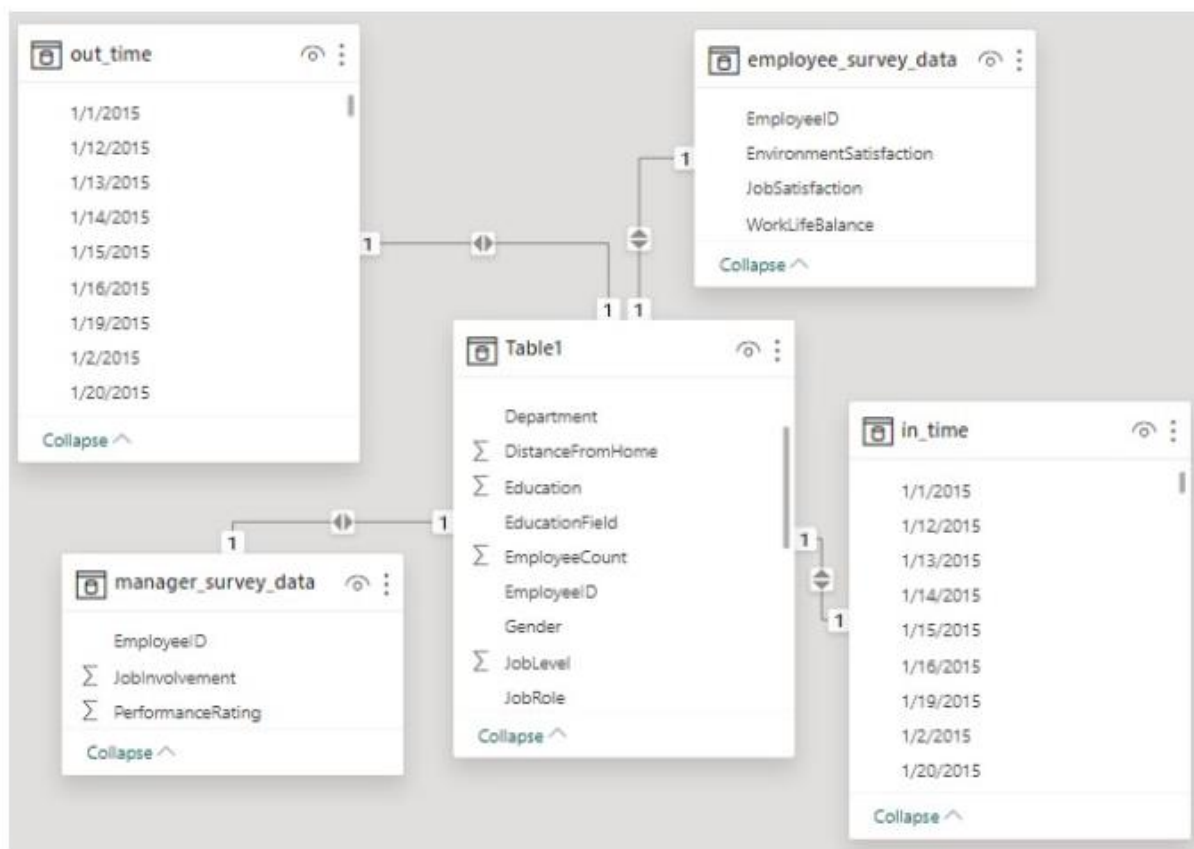 out_time
1/1/2015
1/12/2015
1/13/2015
1/14/2015
1/15/2015
1/16/2015
1/19/2015
1/2/2015
1/20/2015
Collapse
employee_survey_data
EmployeeID
EnvironmentSatisfaction
JobSatisfaction
WorkLifeBalance
Collapse
1
1
1
1
Table1
Department
Σ DistanceFromHome
Σ Education
EducationField
Σ EmployeeCount
EmployeeID
Gender
Σ JobLevel
JobRole
Collapse
1
1
manager_survey_data
EmployeeID
Σ JobInvolvement
Σ PerformanceRating
Collapse
1
1
in_time
1/1/2015
1/12/2015
1/13/2015
1/14/2015
1/15/2015
1/16/2015
1/19/2015
1/2/2015
1/20/2015
Collapse